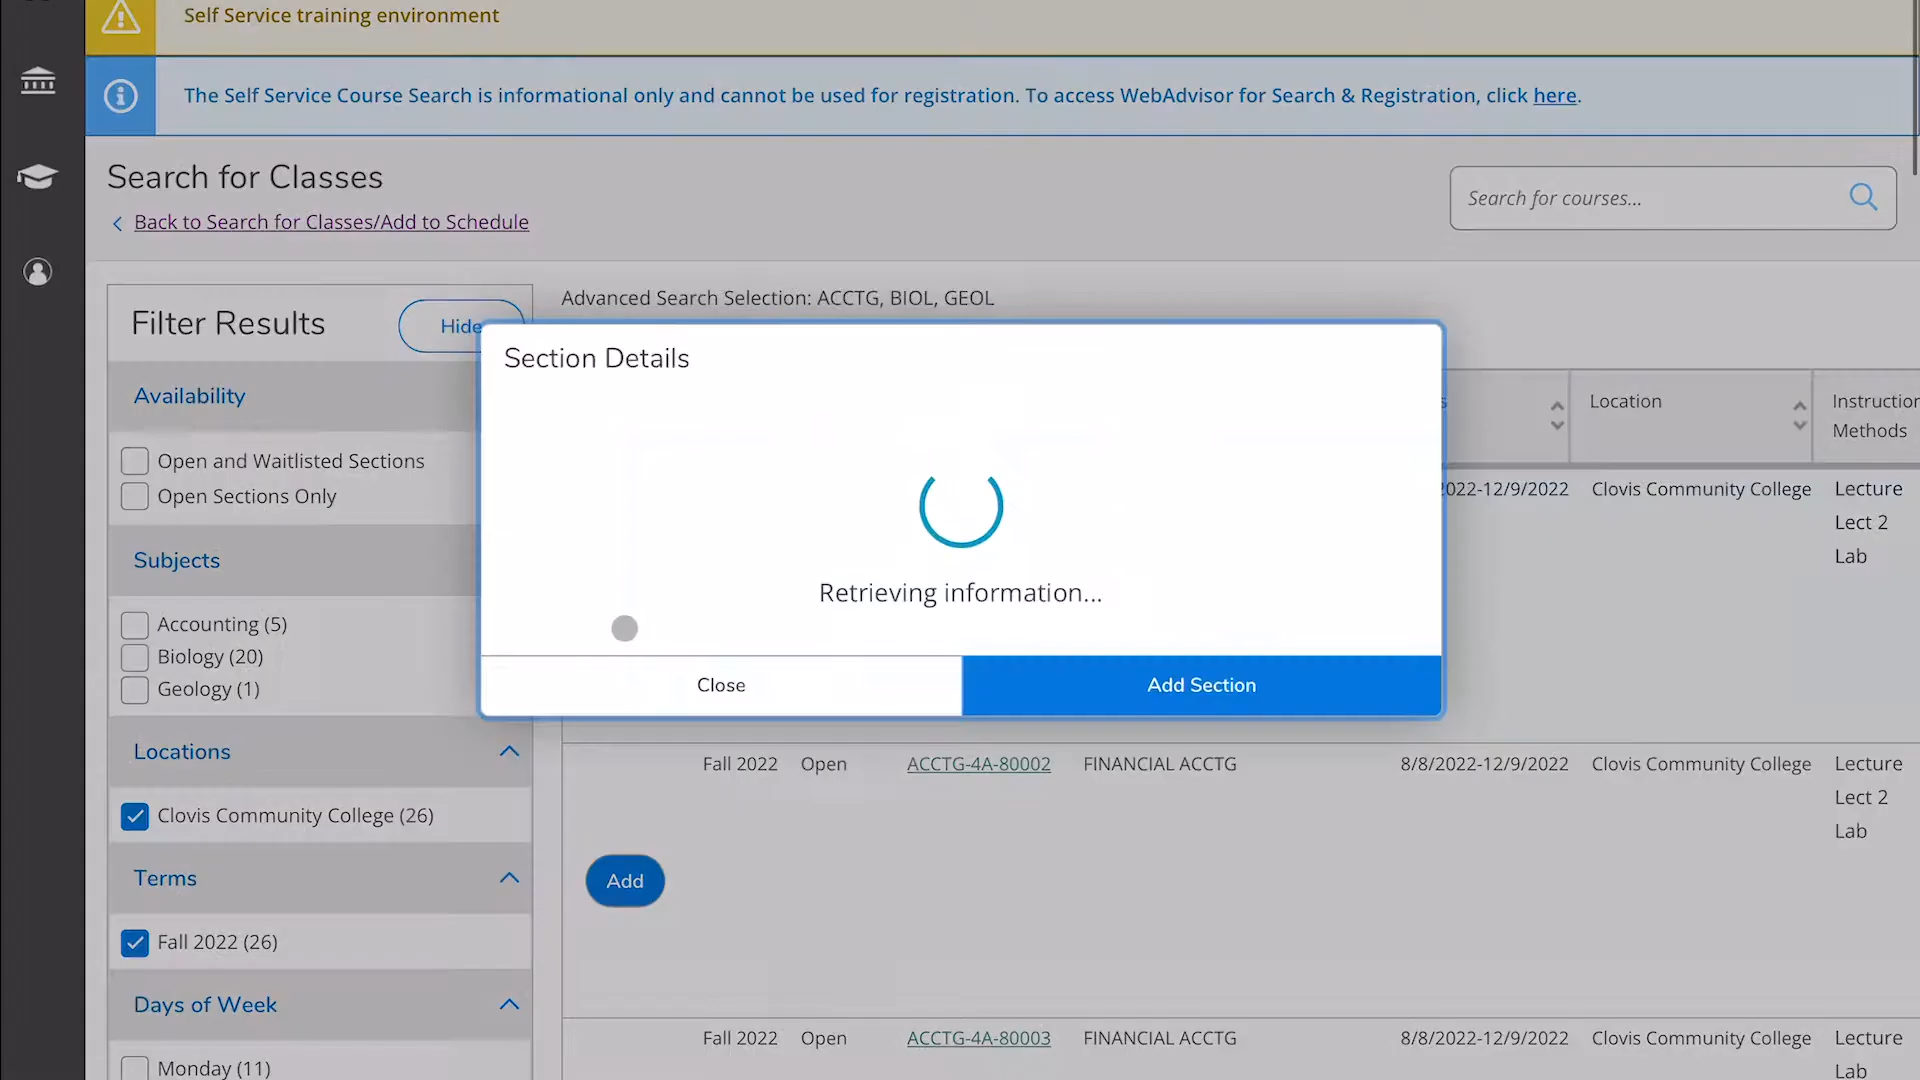 Self Service training environment
The Self Service Course Search is informational only and cannot be used for registration. To access WebAdvisor for Search & Registration, click here.
Search for Classes
Back to Search for Classes/Add to Schedule
Search for courses...
Filter Results
Hide
Advanced Search Selection: ACCTG, BIOL, GEOL
Section Details
Retrieving information...
Close
Add Section
Availability
Open and Waitlisted Sections
Open Sections Only
Subjects
Accounting (5)
Biology (20)
Geology (1)
Locations
Clovis Community College (26)
Terms
Fall 2022 (26)
Days of Week
Monday (11)
Location
Methods
2022-12/9/2022 Clovis Community College Lecture
Lect 2
Lab
Fall 2022 Open ACCTG-4A-80002 FINANCIAL ACCTG 8/8/2022-12/9/2022 Clovis Community College Lecture
Lect 2
Lab
Add
Fall 2022 Open ACCTG-4A-80003 FINANCIAL ACCTG 8/8/2022-12/9/2022 Clovis Community College Lecture
Lab